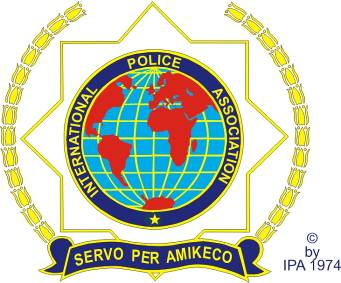 INTERNATIONAL POLICE ASSOCIATION
SERVO PER AMIKECO
©
by
IPA 1974